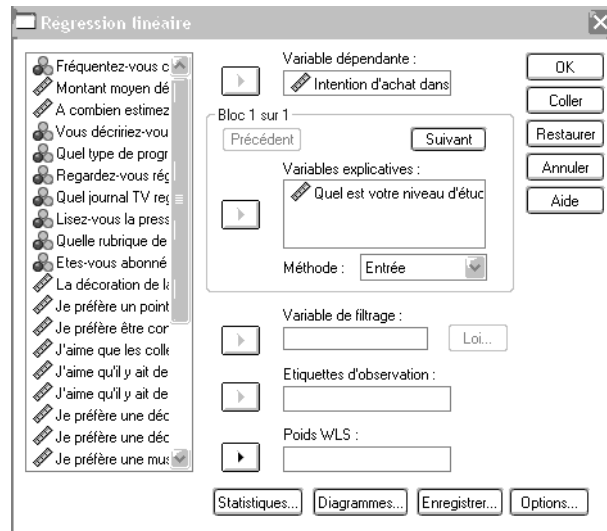 Régression linéaire
Fréquentez-vous c
Montant moyen dé
A combien estimez
Vous décririez-vou
Quel type de progr
Regardez-vous rég
Quel journal TV reg
Lisez-vous la press
Quelle rubrique de
Etes-vous abonné
La décoration de la
Je préfère un point
Je préfère être con
J'aime que les colle
J'aime qu'il y ait de
J'aime qu'il y ait de
Je préfère une déc
Je préfère une déc
Je préfère une mus
Variable dépendante :
Intention d'achat dans
Bloc 1 sur 1
Précédent
Suivant
Variables explicatives :
Quel est votre niveau d'étuc
Méthode :
Entrée
Variable de filtrage :
Loi...
Etiquettes d'observation :
Poids WLS :
OK
Coller
Restaurer
Annuler
Aide
Statistiques...
Diagrammes...
Enregistrer...
Options...